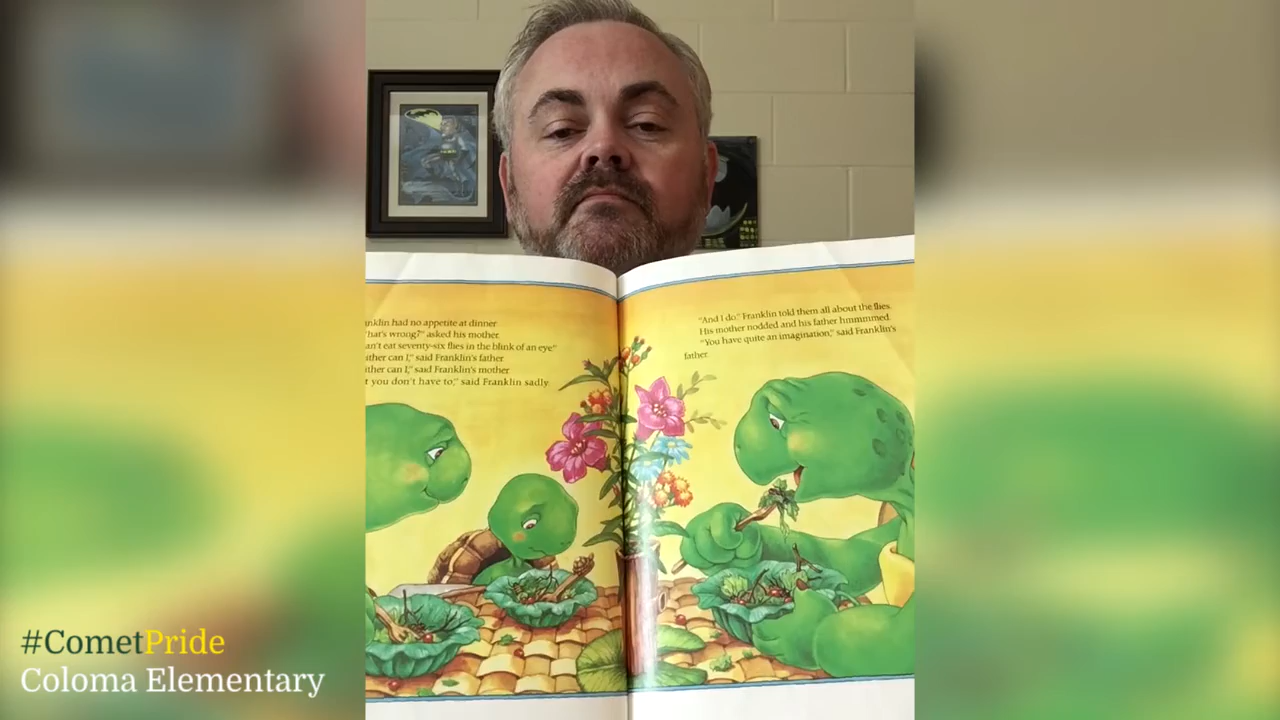 nklin had no appetite at dinner.
hat's wrong?" asked his mother.
an't eat seventy-six flies in the blink of an eye."
ither can I," said Franklin's father.
ither can I," said Franklin's mother.
t you don't have to," said Franklin sadly.
"And I do." Franklin told them all about the flies.
His mother nodded and his father hmmmmed.
"You have quite an imagination," said Franklin's
father.
#CometPride
Coloma Elementary